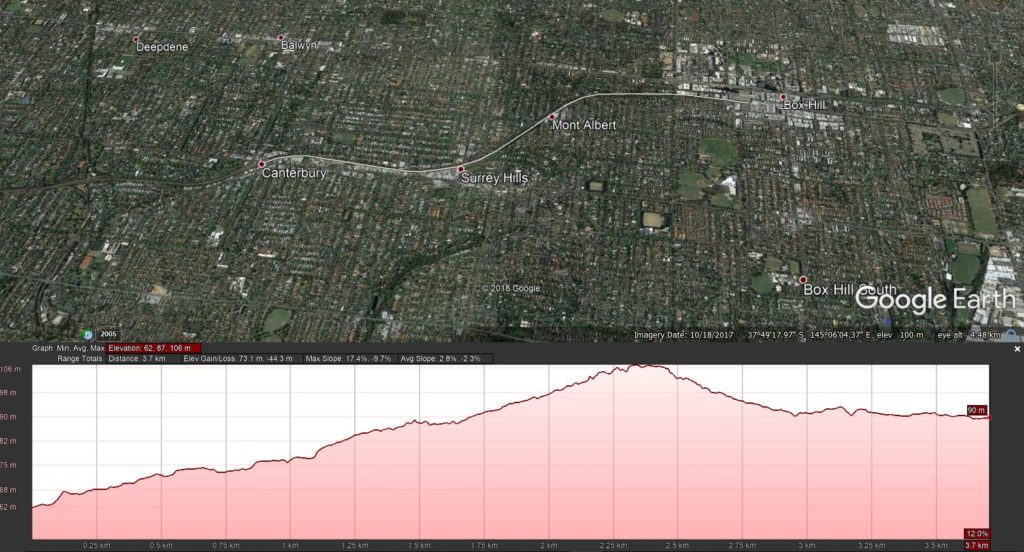 Deepdene
Balwyn
Box Hill
Mont Albert
Canterbury
Surrey Hills
© 2018 Google
Box Hill South
Google Earth
2005
Imagery Date: 10/18/2017 37°49'17.97" S 145°06'04.37" E elev 100 m eye alt 4.48 km
Graph: Min, Avg, Max Elevation: 62, 87, 106 m
Range Totals: Distance: 3.7 km Elev Gain/Loss: 73.1 m, -44.3 m Max Slope: 17.4%, -9.7% Avg Slope: 2.8%, -2.3%
106 m
98 m
90 m
90 m
82 m
75 m
68 m
62 m
12.0%
0.25 km 0.5 km 0.75 km 1 km 1.25 km 1.5 km 1.75 km 2 km 2.25 km 2.5 km 2.75 km 3 km 3.25 km 3.5 km 3.7 km